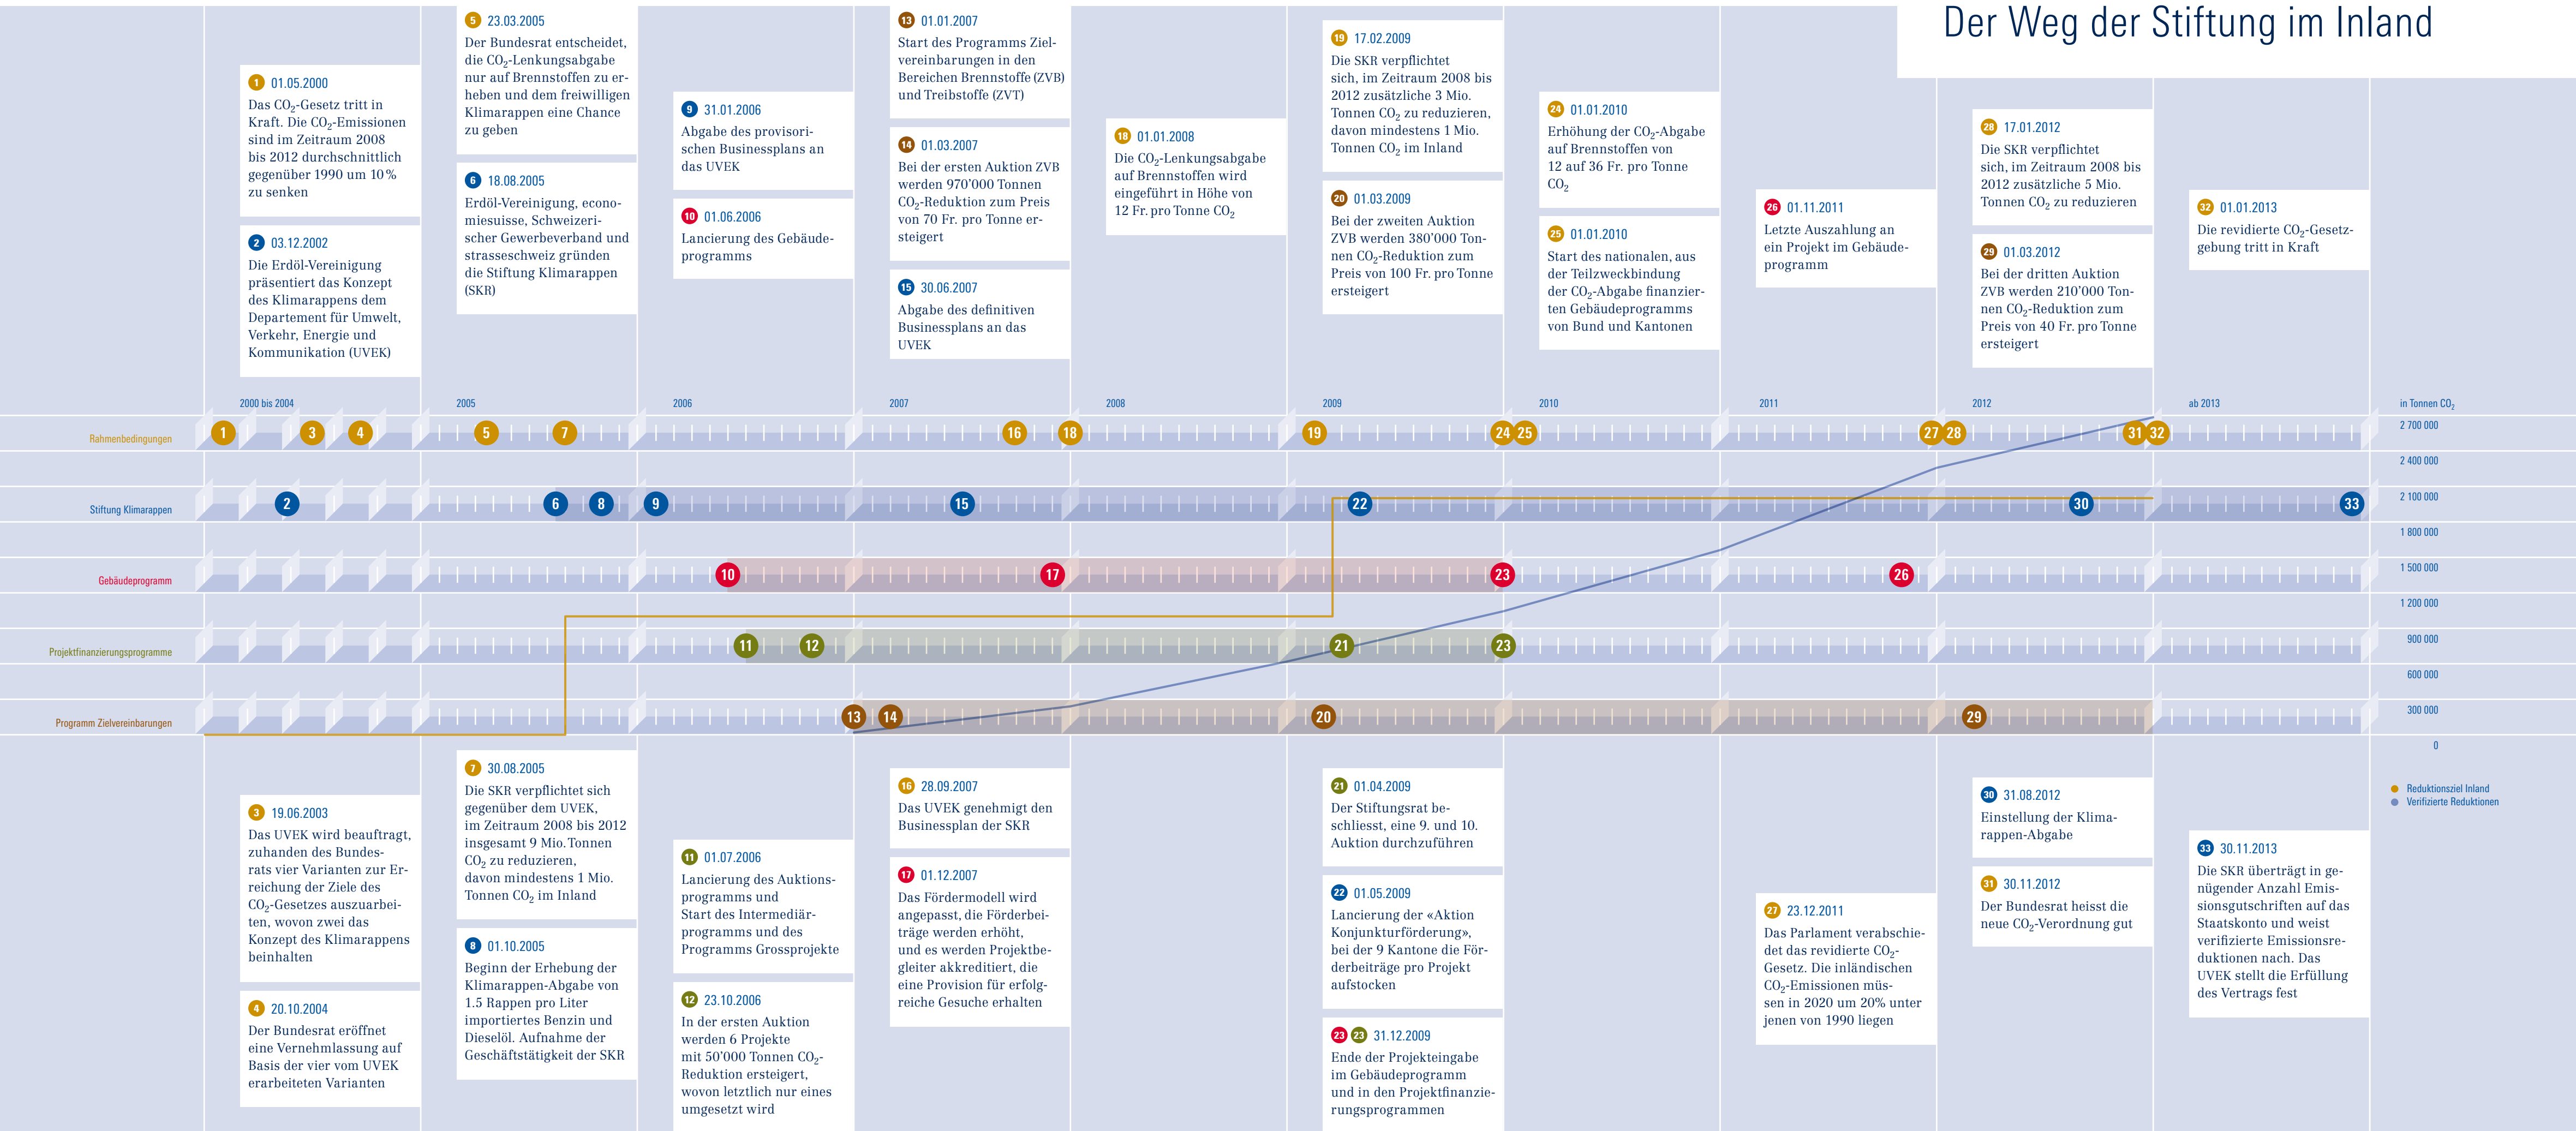 Der Weg der Stiftung im Inland
1 01.05.2000
Das CO₂-Gesetz tritt in
Kraft. Die CO₂-Emissionen
sind im Zeitraum 2008
bis 2012 durchschnittlich
gegenüber 1990 um 10 %
zu senken
2 03.12.2002
Die Erdöl-Vereinigung
präsentiert das Konzept
des Klimarappens dem
Departement für Umwelt,
Verkehr, Energie und
Kommunikation (UVEK)
5 23.03.2005
Der Bundesrat entscheidet,
die CO₂-Lenkungsabgabe
nur auf Brennstoffen zu er-
heben und dem freiwilligen
Klimarappen eine Chance
zu geben
6 18.08.2005
Erdöl-Vereinigung, econo-
miesuisse, Schweizeri-
scher Gewerbeverband und
strasseschweiz gründen
die Stiftung Klimarappen
(SKR)
9 31.01.2006
Abgabe des provisori-
schen Businessplans an
das UVEK
10 01.06.2006
Lancierung des Gebäude-
programms
13 01.01.2007
Start des Programms Ziel-
vereinbarungen in den
Bereichen Brennstoffe (ZVB)
und Treibstoffe (ZVT)
14 01.03.2007
Bei der ersten Auktion ZVB
werden 970’000 Tonnen
CO₂-Reduktion zum Preis
von 70 Fr. pro Tonne er-
steigert
15 30.06.2007
Abgabe des definitiven
Businessplans an das
UVEK
18 01.01.2008
Die CO₂-Lenkungsabgabe
auf Brennstoffen wird
eingeführt in Höhe von
12 Fr. pro Tonne CO₂
19 17.02.2009
Die SKR verpflichtet
sich, im Zeitraum 2008 bis
2012 zusätzliche 3 Mio.
Tonnen CO₂ zu reduzieren,
davon mindestens 1 Mio.
Tonnen CO₂ im Inland
20 01.03.2009
Bei der zweiten Auktion
ZVB werden 380’000 Ton-
nen CO₂-Reduktion zum
Preis von 100 Fr. pro Tonne
ersteigert
24 01.01.2010
Erhöhung der CO₂-Abgabe
auf Brennstoffen von
12 auf 36 Fr. pro Tonne
CO₂
25 01.01.2010
Start des nationalen, aus
der Teilzweckbindung
der CO₂-Abgabe finanzier-
ten Gebäudeprogramms
von Bund und Kantonen
26 01.11.2011
Letzte Auszahlung an
ein Projekt im Gebäude-
programm
28 17.01.2012
Die SKR verpflichtet
sich, im Zeitraum 2008 bis
2012 zusätzliche 5 Mio.
Tonnen CO₂ zu reduzieren
29 01.03.2012
Bei der dritten Auktion
ZVB werden 210’000 Ton-
nen CO₂-Reduktion zum
Preis von 40 Fr. pro Tonne
ersteigert
32 01.01.2013
Die revidierte CO₂-Gesetz-
gebung tritt in Kraft
2000 bis 2004 2005 2006 2007 2008 2009 2010 2011 2012 ab 2013 in Tonnen CO₂
Rahmenbedingungen 1 3 4 5 7 16 18 19 24 25 27 28 31 32 2 700 000
2 400 000
Stiftung Klimarappen 2 6 8 9 15 22 30 33 2 100 000
1 800 000
Gebäudeprogramm 10 17 23 26 1 500 000
1 200 000
Projektfinanzierungsprogramme 11 12 21 23 900 000
600 000
Programm Zielvereinbarungen 13 14 20 29 300 000
0
Reduktionsziel Inland
Verifizierte Reduktionen
3 19.06.2003
Das UVEK wird beauftragt,
zuhanden des Bundes-
rats vier Varianten zur Er-
reichung der Ziele des
CO₂-Gesetzes auszuarbei-
ten, wovon zwei das
Konzept des Klimarappens
beinhalten
4 20.10.2004
Der Bundesrat eröffnet
eine Vernehmlassung auf
Basis der vier vom UVEK
erarbeiteten Varianten
7 30.08.2005
Die SKR verpflichtet sich
gegenüber dem UVEK,
im Zeitraum 2008 bis 2012
insgesamt 9 Mio. Tonnen
CO₂ zu reduzieren,
davon mindestens 1 Mio.
Tonnen CO₂ im Inland
8 01.10.2005
Beginn der Erhebung der
Klimarappen-Abgabe von
1.5 Rappen pro Liter
importiertes Benzin und
Dieselöl. Aufnahme der
Geschäftstätigkeit der SKR
11 01.07.2006
Lancierung des Auktions-
programms und
Start des Intermediär-
programms und des
Programms Grossprojekte
12 23.10.2006
In der ersten Auktion
werden 6 Projekte
mit 50’000 Tonnen CO₂-
Reduktion ersteigert,
wovon letztlich nur eines
umgesetzt wird
16 28.09.2007
Das UVEK genehmigt den
Businessplan der SKR
17 01.12.2007
Das Fördermodell wird
angepasst, die Förderbei-
träge werden erhöht,
und es werden Projektbe-
gleiter akkreditiert, die
eine Provision für erfolg-
reiche Gesuche erhalten
21 01.04.2009
Der Stiftungsrat be-
schliesst, eine 9. und 10.
Auktion durchzuführen
22 01.05.2009
Lancierung der «Aktion
Konjunkturförderung»,
bei der 9 Kantone die För-
derbeiträge pro Projekt
aufstocken
23 23 31.12.2009
Ende der Projekteingabe
im Gebäudeprogramm
und in den Projektfinanzie-
rungsprogrammen
27 23.12.2011
Das Parlament verabschie-
det das revidierte CO₂-
Gesetz. Die inländischen
CO₂-Emissionen müs-
sen in 2020 um 20% unter
jenen von 1990 liegen
30 31.08.2012
Einstellung der Klima-
rappen-Abgabe
31 30.11.2012
Der Bundesrat heisst die
neue CO₂-Verordnung gut
33 30.11.2013
Die SKR überträgt in ge-
nügender Anzahl Emis-
sionsgutschriften auf das
Staatskonto und weist
verifizierte Emissionsre-
duktionen nach. Das
UVEK stellt die Erfüllung
des Vertrags fest